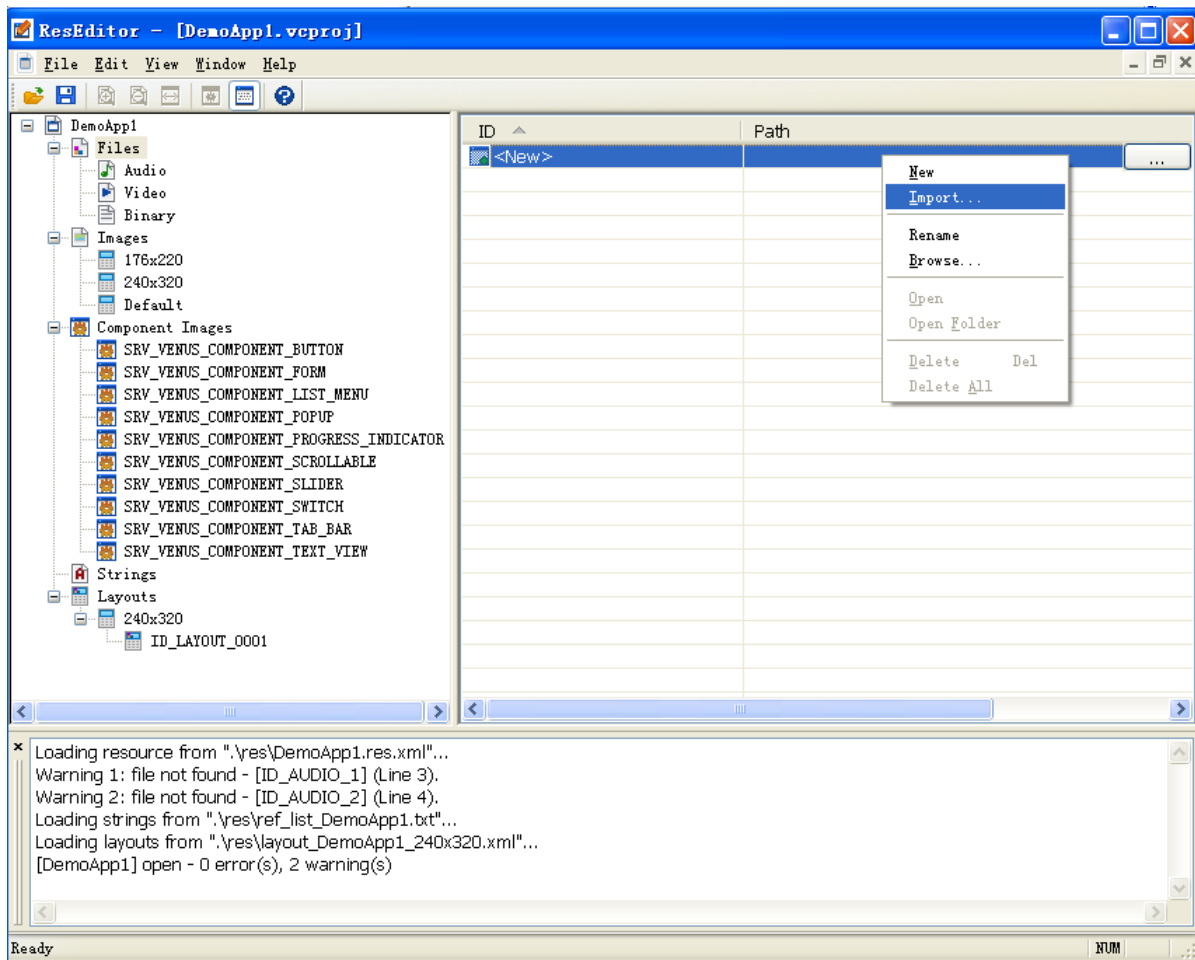 ResEditor - [DemoApp1.vcproj]
File Edit View Window Help
DemoApp1
Files
Audio
Video
Binary
Images
176x220
240x320
Default
Component Images
SRV_VENUS_COMPONENT_BUTTON
SRV_VENUS_COMPONENT_FORM
SRV_VENUS_COMPONENT_LIST_MENU
SRV_VENUS_COMPONENT_POPUP
SRV_VENUS_COMPONENT_PROGRESS_INDICATOR
SRV_VENUS_COMPONENT_SCROLLABLE
SRV_VENUS_COMPONENT_SLIDER
SRV_VENUS_COMPONENT_SWITCH
SRV_VENUS_COMPONENT_TAB_BAR
SRV_VENUS_COMPONENT_TEXT_VIEW
Strings
Layouts
240x320
ID_LAYOUT_0001
ID Path
<New> ...
New
Import...
Rename
Browse...
Open
Open Folder
Delete Del
Delete All
Loading resource from ".\res\DemoApp1.res.xml"...
Warning 1: file not found - [ID_AUDIO_1] (Line 3).
Warning 2: file not found - [ID_AUDIO_2] (Line 4).
Loading strings from ".\res\ref_list_DemoApp1.txt"...
Loading layouts from ".\res\layout_DemoApp1_240x320.xml"...
[DemoApp1] open - 0 error(s), 2 warning(s)
Ready NUM